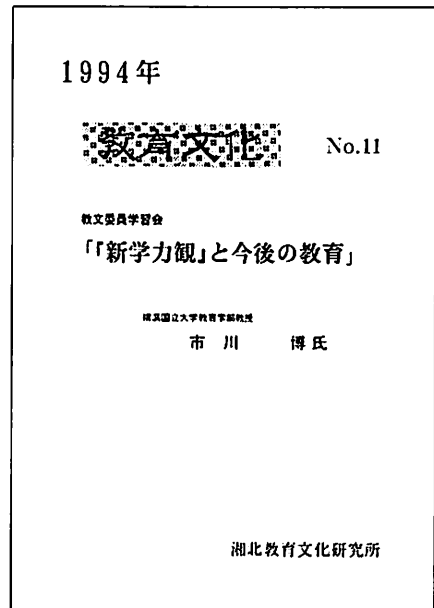 1994年
教育文化 No.11
教文委員学習会
「『新学力観』と今後の教育」
横浜国立大学教育学部教授
市川 博氏
湘北教育文化研究所